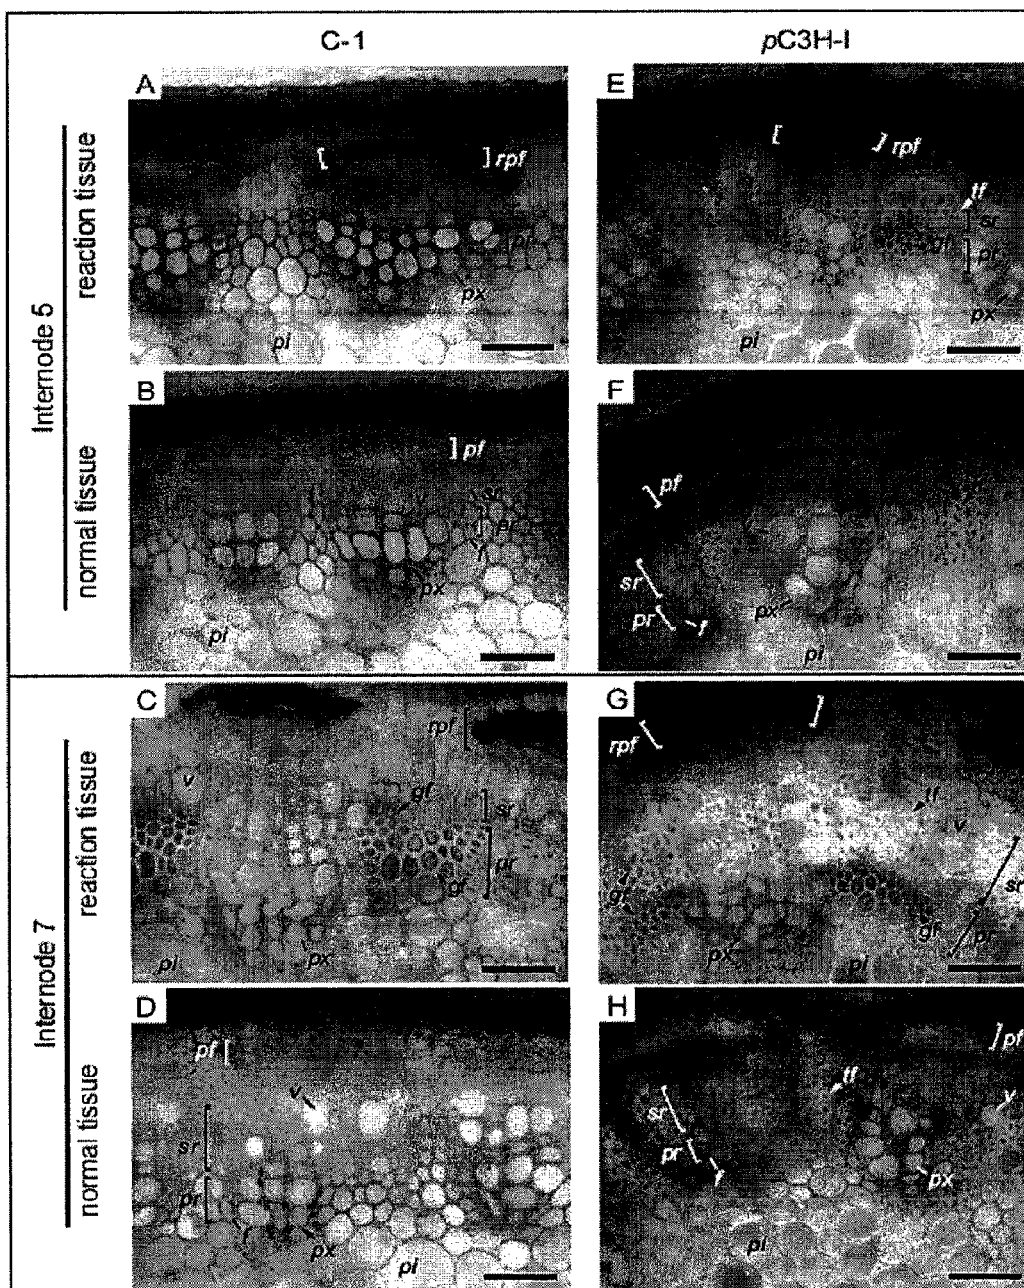 C-1
pC3H-I
Internode 5
reaction tissue
normal tissue
Internode 7
reaction tissue
normal tissue
A
rpf
pr
px
pi
E
rpf
tf
sr
gf
pr
px
pi
B
pf
v
sr
pr
f
px
pi
F
pf
v
sr
pr
f
px
pi
C
rpf
v
gf
sr
pr
gf
px
pi
G
rpf
tf
v
gf
sr
gf
pr
px
pi
D
pf
v
sr
pr
f
px
pi
H
pf
tf
v
sr
pr
f
px
pi